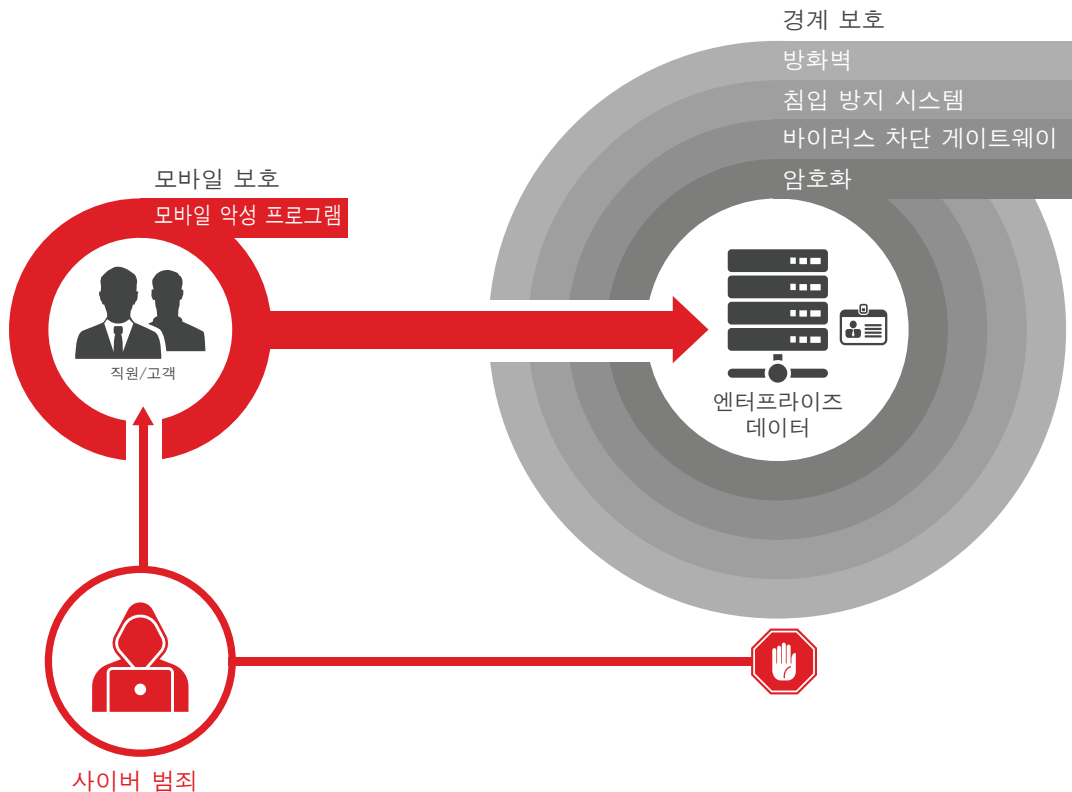 경계 보호
방화벽
침입 방지 시스템
바이러스 차단 게이트웨이
암호화
모바일 보호
모바일 악성 프로그램
직원/고객
엔터프라이즈
데이터
사이버 범죄